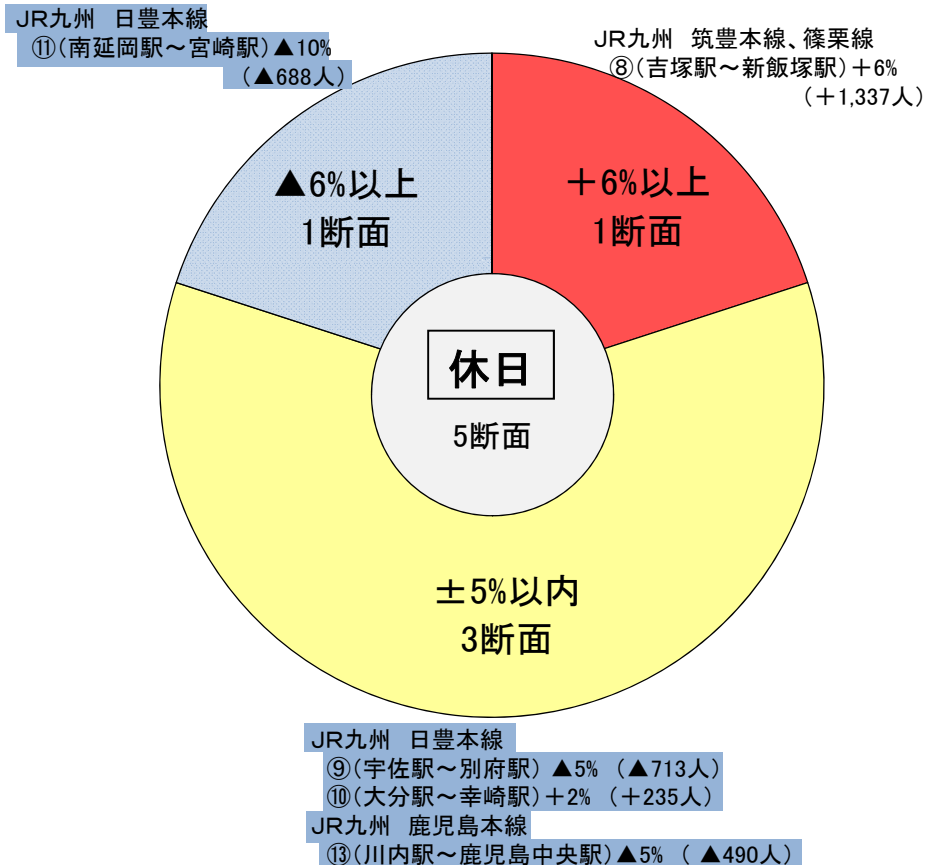 JR九州 日豊本線
⑪(南延岡駅～宮崎駅)▲10%
(▲688人)
JR九州 筑豊本線、篠栗線
⑧(吉塚駅～新飯塚駅)＋6%
(＋1,337人)
▲6%以上
1断面
＋6%以上
1断面
休日
5断面
±5%以内
3断面
JR九州 日豊本線
⑨(宇佐駅～別府駅) ▲5% (▲713人)
⑩(大分駅～幸崎駅)＋2% (＋235人)
JR九州 鹿児島本線
⑬(川内駅～鹿児島中央駅)▲5% ( ▲490人)